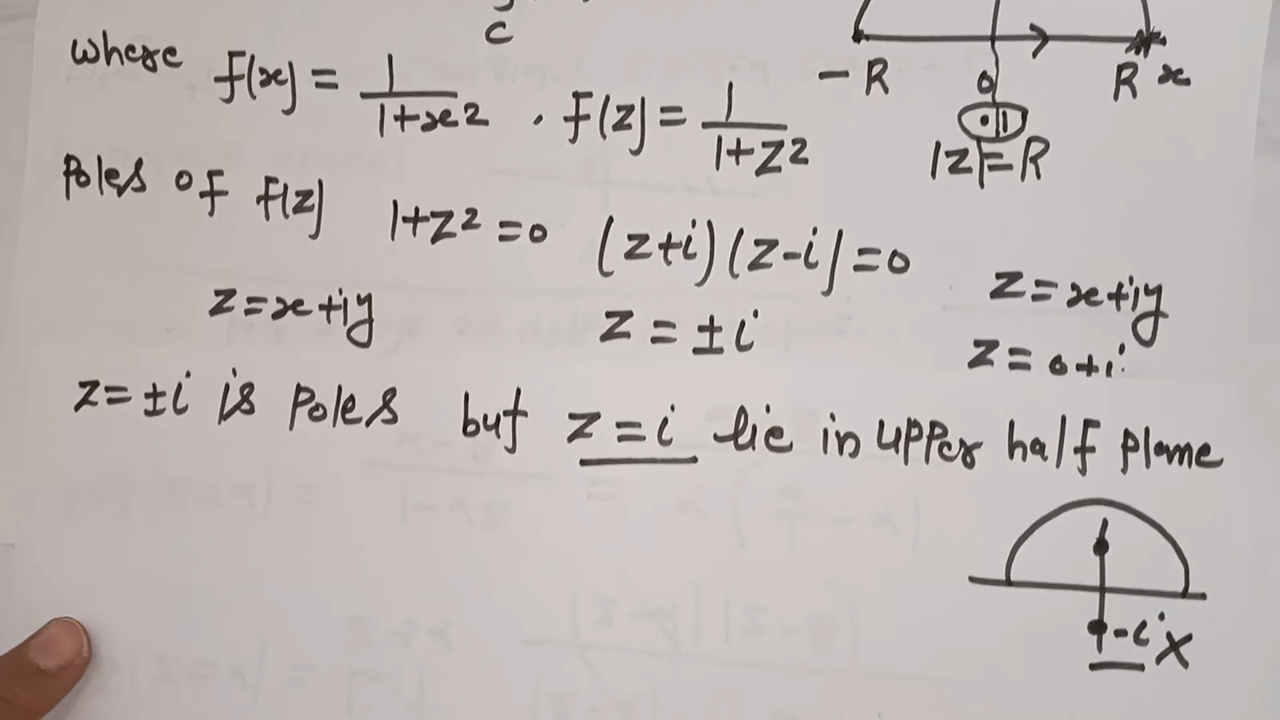 c
where f(x) = 1/1+x2 . f(z) = 1/1+z2
-R 0 R x
|z|=R
Poles of f(z) 1+z2 =0 (z+i)(z-i)=0
z=x+iy z = ±i z=x+iy
z= 0+i
z=±i is Poles but z=i lie in upper half plane
-i x